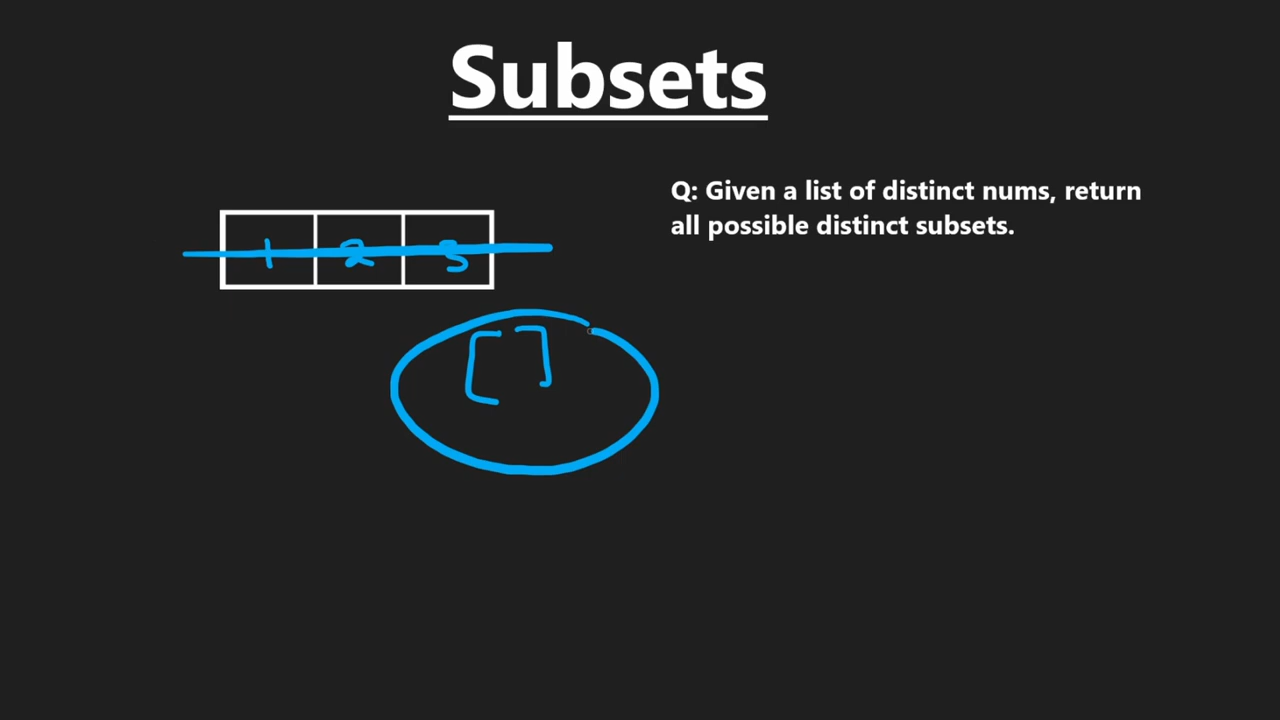 Subsets
Q: Given a list of distinct nums, return
all possible distinct subsets.
1 2 3
[ ]